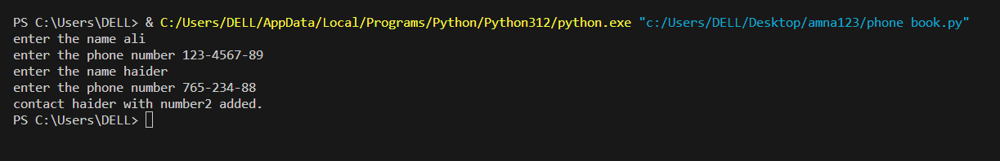 PS C:\Users\DELL> & C:/Users/DELL/AppData/Local/Programs/Python/Python312/python.exe "c:/Users/DELL/Desktop/amna123/phone book.py"
enter the name ali
enter the phone number 123-4567-89
enter the name haider
enter the phone number 765-234-88
contact haider with number2 added.
PS C:\Users\DELL>